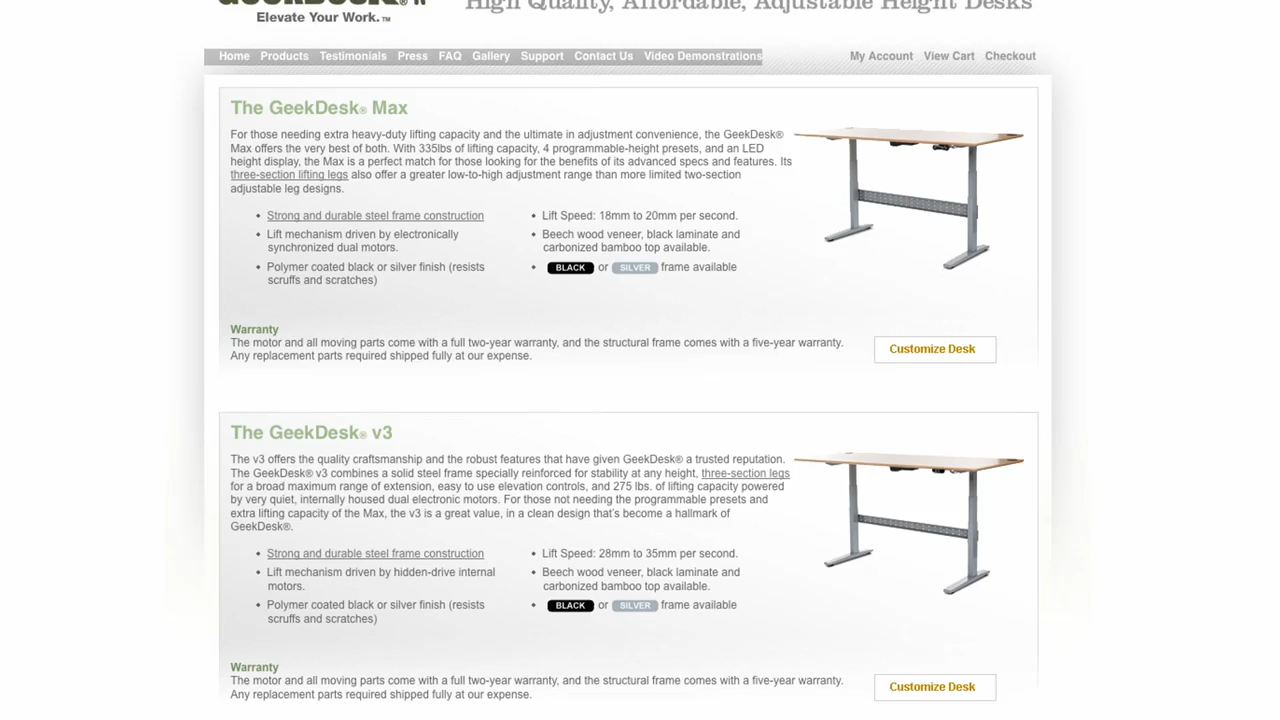 GEEKDESK®
High Quality, Affordable, Adjustable Height Desks
Elevate Your Work.™
Home Products Testimonials Press FAQ Gallery Support Contact Us Video Demonstrations
My Account View Cart Checkout
The GeekDesk® Max
For those needing extra heavy-duty lifting capacity and the ultimate in adjustment convenience, the GeekDesk®
Max offers the very best of both. With 335lbs of lifting capacity, 4 programmable-height presets, and an LED
height display, the Max is a perfect match for those looking for the benefits of its advanced specs and features. Its
three-section lifting legs also offer a greater low-to-high adjustment range than more limited two-section
adjustable leg designs.
• Strong and durable steel frame construction
• Lift mechanism driven by electronically
synchronized dual motors.
• Polymer coated black or silver finish (resists
scruffs and scratches)
• Lift Speed: 18mm to 20mm per second.
• Beech wood veneer, black laminate and
carbonized bamboo top available.
• BLACK or SILVER frame available
Warranty
The motor and all moving parts come with a full two-year warranty, and the structural frame comes with a five-year warranty.
Any replacement parts required shipped fully at our expense.
Customize Desk
The GeekDesk® v3
The v3 offers the quality craftsmanship and the robust features that have given GeekDesk® a trusted reputation.
The GeekDesk® v3 combines a solid steel frame specially reinforced for stability at any height, three-section legs
for a broad maximum range of extension, easy to use elevation controls, and 275 lbs. of lifting capacity powered
by very quiet, internally housed dual electronic motors. For those not needing the programmable presets and
extra lifting capacity of the Max, the v3 is a great value, in a clean design that's become a hallmark of
GeekDesk®.
• Strong and durable steel frame construction
• Lift mechanism driven by hidden-drive internal
motors.
• Polymer coated black or silver finish (resists
scruffs and scratches)
• Lift Speed: 28mm to 35mm per second.
• Beech wood veneer, black laminate and
carbonized bamboo top available.
• BLACK or SILVER frame available
Warranty
The motor and all moving parts come with a full two-year warranty, and the structural frame comes with a five-year warranty.
Any replacement parts required shipped fully at our expense.
Customize Desk